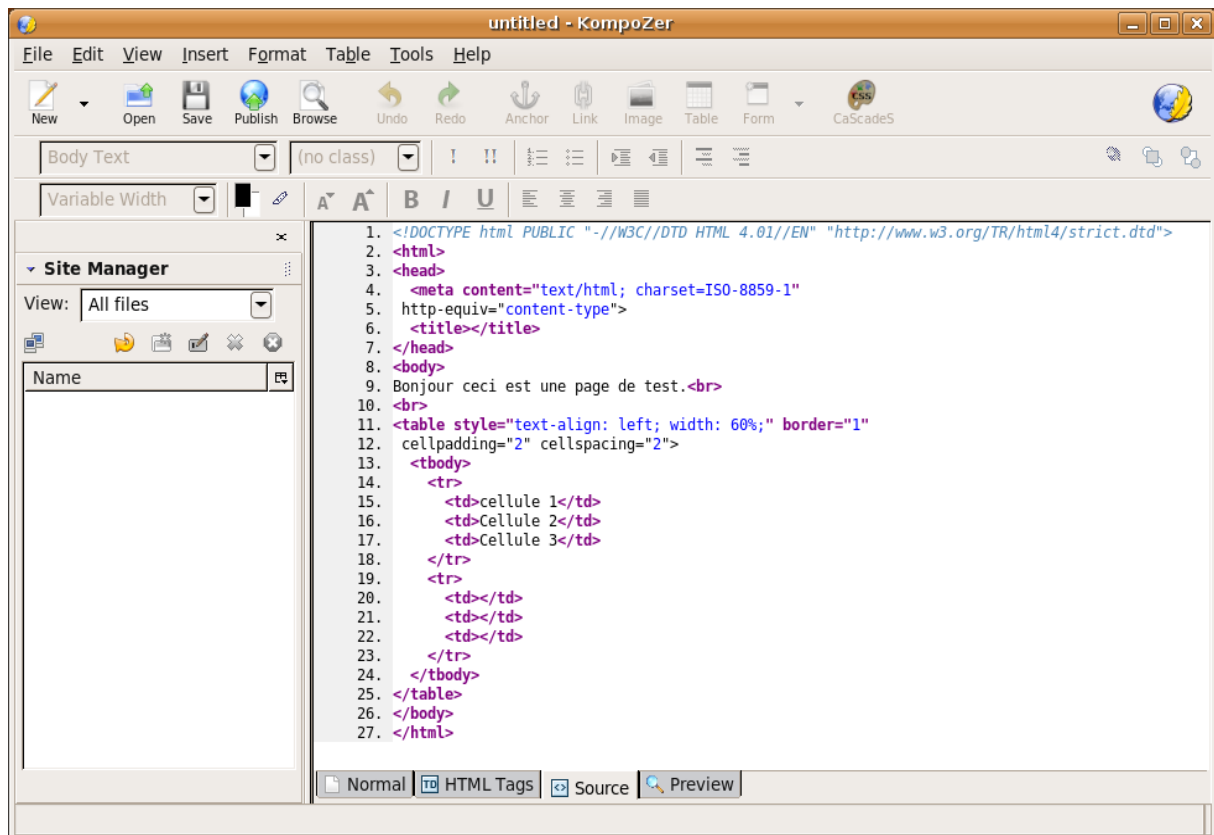 untitled - KompoZer
File Edit View Insert Format Table Tools Help
New Open Save Publish Browse Undo Redo Anchor Link Image Table Form CaScadeS
Body Text (no class) ! !!
Variable Width A A B I U
Site Manager
View: All files
Name
1. <!DOCTYPE html PUBLIC "-//W3C//DTD HTML 4.01//EN" "http://www.w3.org/TR/html4/strict.dtd">
2. <html>
3. <head>
4. <meta content="text/html; charset=ISO-8859-1"
5. http-equiv="content-type">
6. <title></title>
7. </head>
8. <body>
9. Bonjour ceci est une page de test.<br>
10. <br>
11. <table style="text-align: left; width: 60%;" border="1"
12. cellpadding="2" cellspacing="2">
13. <tbody>
14. <tr>
15. <td>cellule 1</td>
16. <td>Cellule 2</td>
17. <td>Cellule 3</td>
18. </tr>
19. <tr>
20. <td></td>
21. <td></td>
22. <td></td>
23. </tr>
24. </tbody>
25. </table>
26. </body>
27. </html>
Normal TD HTML Tags Source Preview